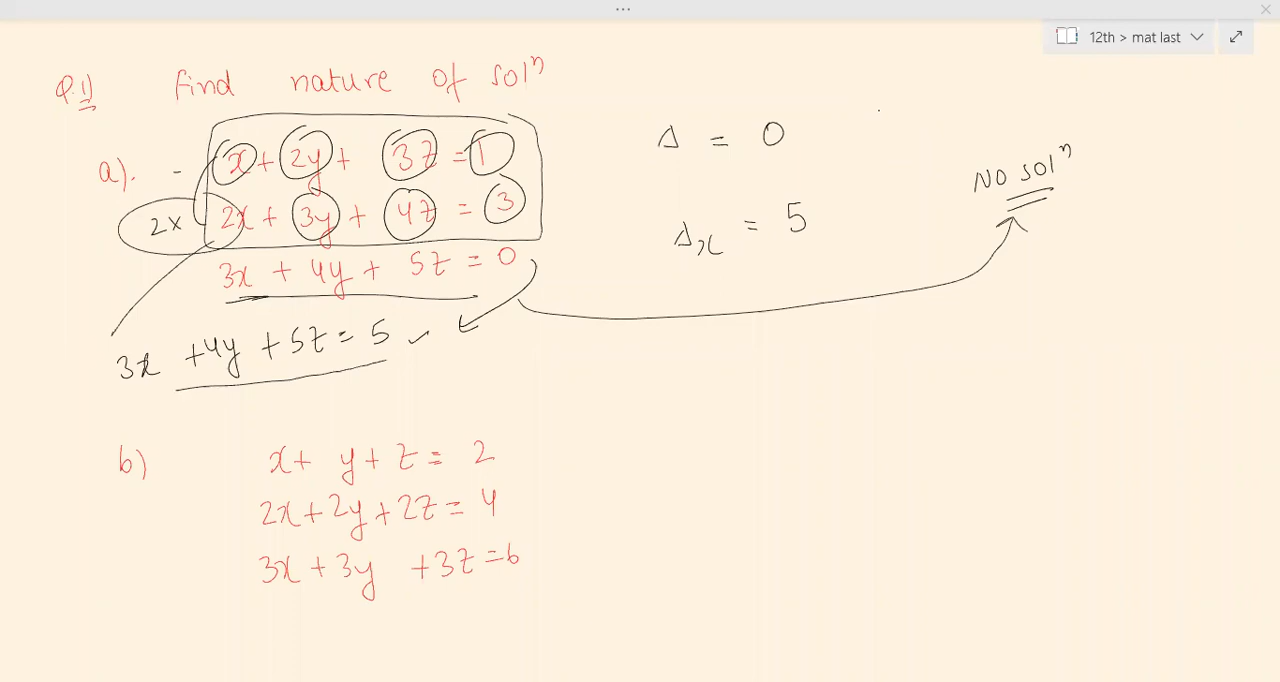 12th > mat last
Q.1) find nature of solⁿ
a). x + 2y + 3z = 1
2x 2x + 3y + 4z = 3
3x + 4y + 5z = 0
3x + 4y + 5z = 5
Δ = 0
Δx = 5
NO solⁿ
b) x + y + z = 2
2x + 2y + 2z = 4
3x + 3y + 3z = 6